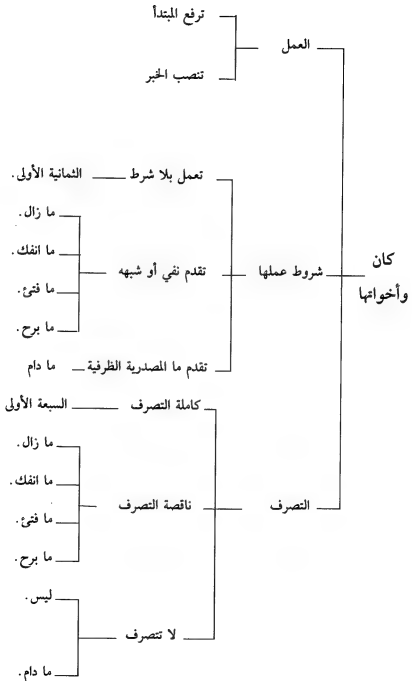 كان
وأخواتها
العمل
ترفع المبتدأ
تنصب الخبر
شروط عملها
تعمل بلا شرط
الثمانية الأولى.
تقدم نفي أو شبهه
ما زال.
ما انفك.
ما فتئ.
ما برح.
تقدم ما المصدرية الظرفية
ما دام
التصرف
كاملة التصرف
السبعة الأولى
ناقصة التصرف
ما زال.
ما انفك.
ما فتئ.
ما برح.
لا تتصرف
ليس.
ما دام.